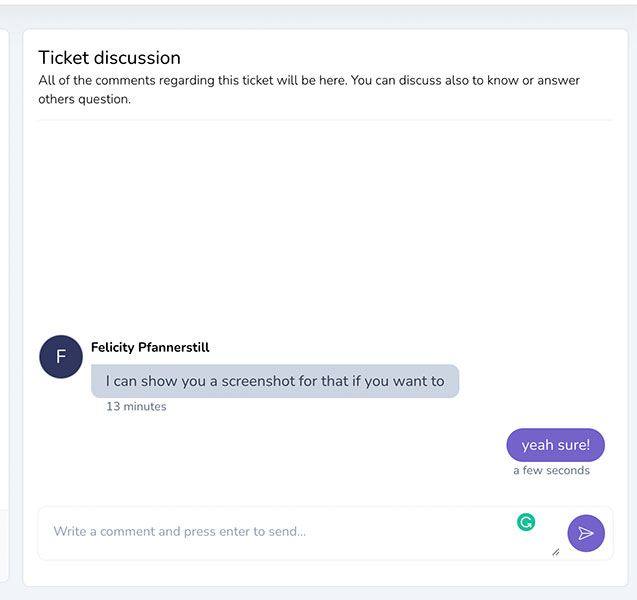 Ticket discussion
All of the comments regarding this ticket will be here. You can discuss also to know or answer
others question.
F
Felicity Pfannerstill
I can show you a screenshot for that if you want to
13 minutes
yeah sure!
a few seconds
Write a comment and press enter to send...